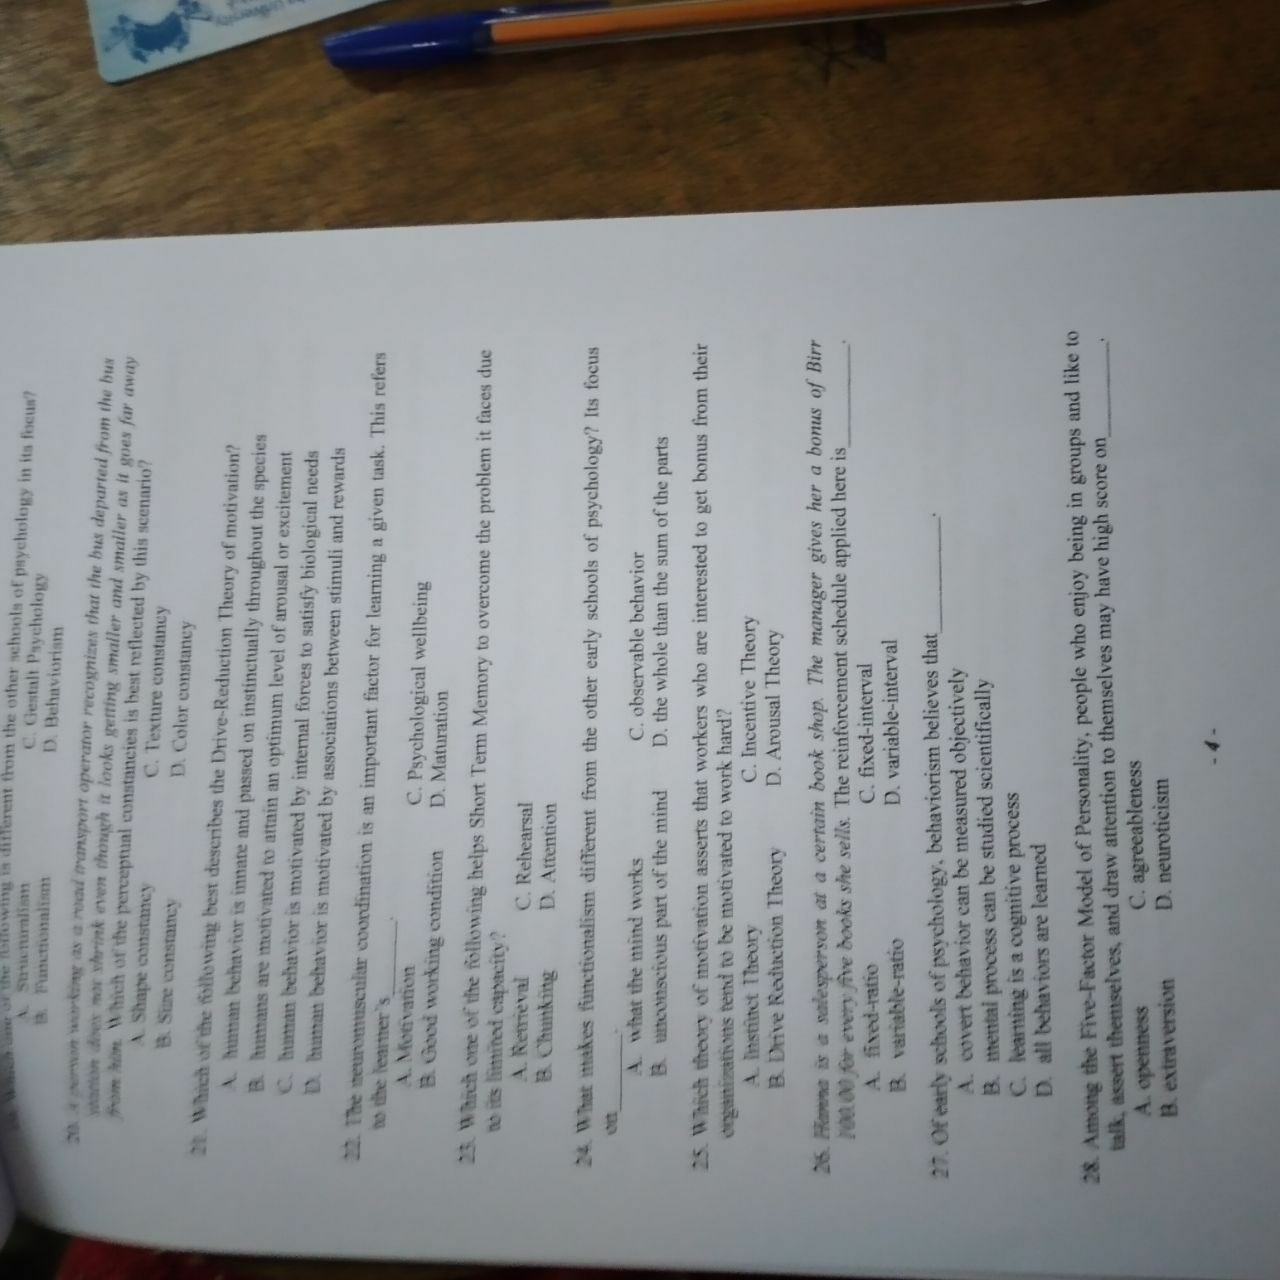 of the following is different from the other schools of psychology in its focus?
A. Structuralism C. Gestalt Psychology
B. Functionalism D. Behaviorism
20. A person working as a road transport operator recognizes that the bus departed from the bus
station does not shrink even though it looks getting smaller and smaller as it goes far away
from him. Which of the perceptual constancies is best reflected by this scenario?
A. Shape constancy C. Texture constancy
B. Size constancy D. Color constancy
21. Which of the following best describes the Drive-Reduction Theory of motivation?
A. human behavior is innate and passed on instinctually throughout the species
B. humans are motivated to attain an optimum level of arousal or excitement
C. human behavior is motivated by internal forces to satisfy biological needs
D. human behavior is motivated by associations between stimuli and rewards
22. The neuromuscular coordination is an important factor for learning a given task. This refers
to the learner's ______.
A. Motivation C. Psychological wellbeing
B. Good working condition D. Maturation
23. Which one of the following helps Short Term Memory to overcome the problem it faces due
to its limited capacity?
A. Retrieval C. Rehearsal
B. Chunking D. Attention
24. What makes functionalism different from the other early schools of psychology? Its focus
on ______.
A. what the mind works C. observable behavior
B. unconscious part of the mind D. the whole than the sum of the parts
25. Which theory of motivation asserts that workers who are interested to get bonus from their
organizations tend to be motivated to work hard?
A. Instinct Theory C. Incentive Theory
B. Drive Reduction Theory D. Arousal Theory
26. Hanna is a salesperson at a certain book shop. The manager gives her a bonus of Birr
100.00 for every five books she sells. The reinforcement schedule applied here is ______.
A. fixed-ratio C. fixed-interval
B. variable-ratio D. variable-interval
27. Of early schools of psychology, behaviorism believes that ______.
A. covert behavior can be measured objectively
B. mental process can be studied scientifically
C. learning is a cognitive process
D. all behaviors are learned
28. Among the Five-Factor Model of Personality, people who enjoy being in groups and like to
talk, assert themselves, and draw attention to themselves may have high score on ______.
A. openness C. agreeableness
B. extraversion D. neuroticism
- 4 -